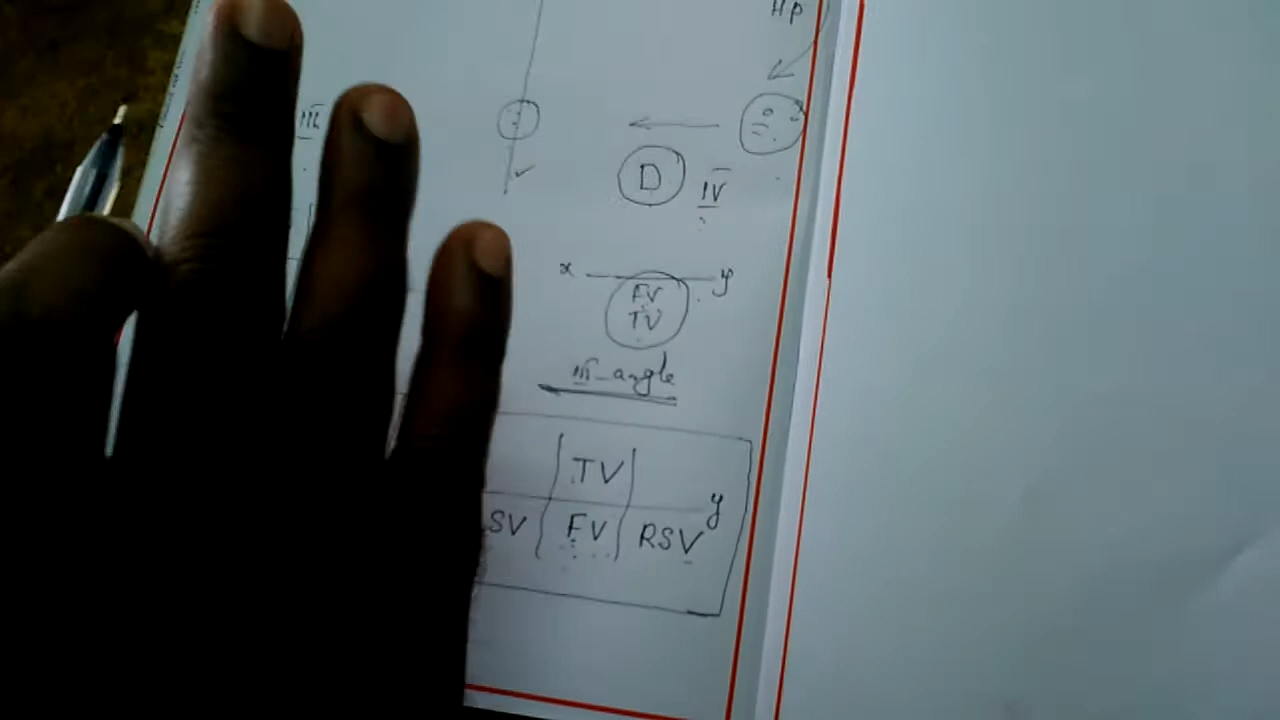 Hp
D
IV
x y
FV
TV
III - angle
TV
y
SV FV RSV